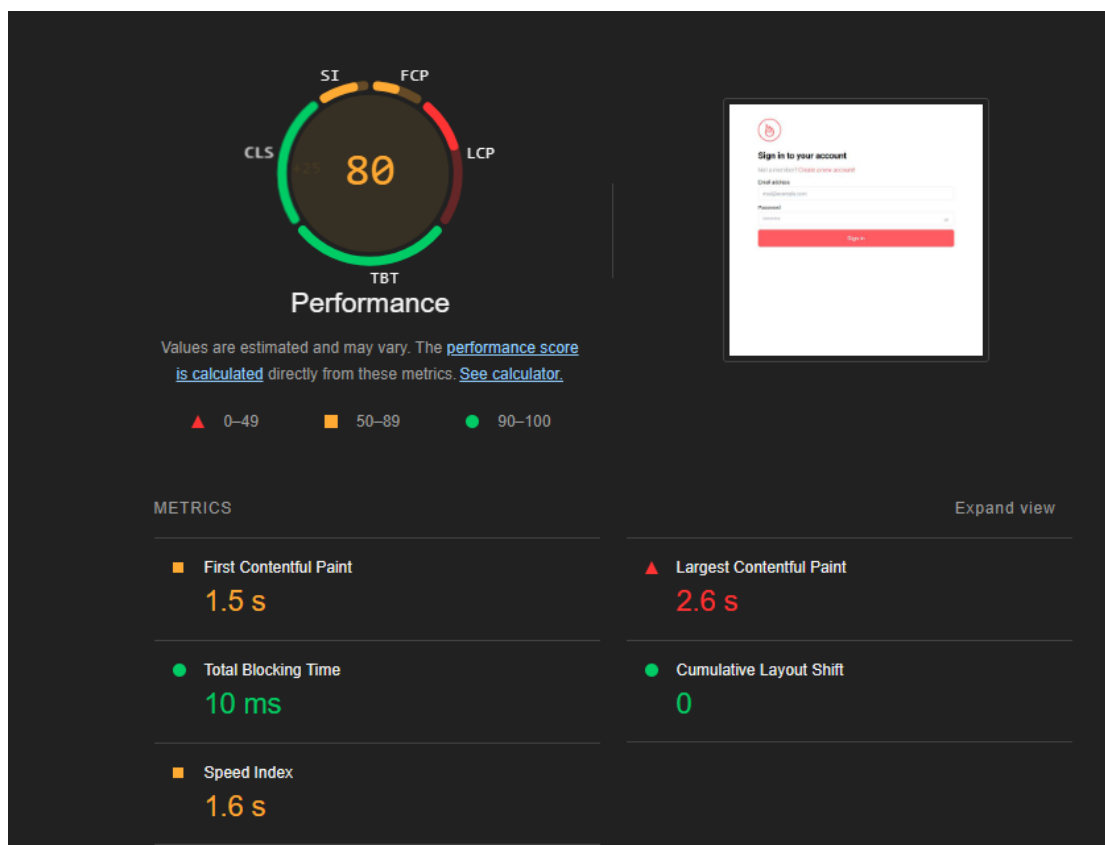 SI
FCP
CLS
LCP
+25
80
TBT
Performance
Values are estimated and may vary. The performance score
is calculated directly from these metrics. See calculator.
0–49
50–89
90–100
Sign in to your account
Not a member? Create a new account!
Email address
Password
Sign in
METRICS
Expand view
First Contentful Paint
1.5 s
Largest Contentful Paint
2.6 s
Total Blocking Time
10 ms
Cumulative Layout Shift
0
Speed Index
1.6 s